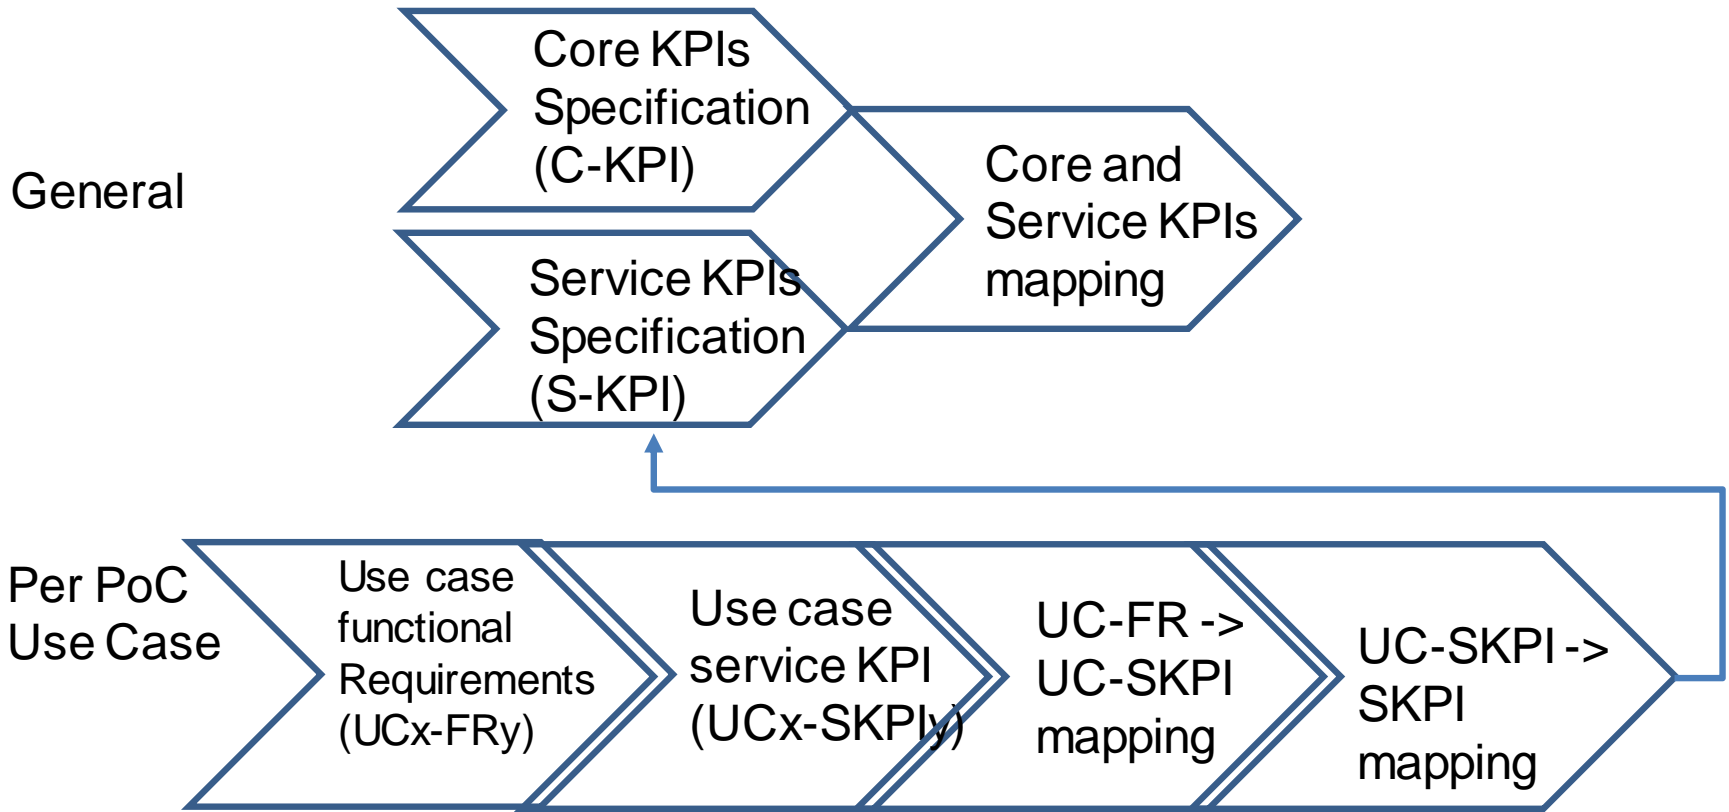 General
Core KPIs
Specification
(C-KPI)
Service KPIs
Specification
(S-KPI)
Core and
Service KPIs
mapping
Per PoC
Use Case
Use case
functional
Requirements
(UCx-FRy)
Use case
service KPI
(UCx-SKPIy)
UC-FR ->
UC-SKPI
mapping
UC-SKPI ->
SKPI
mapping